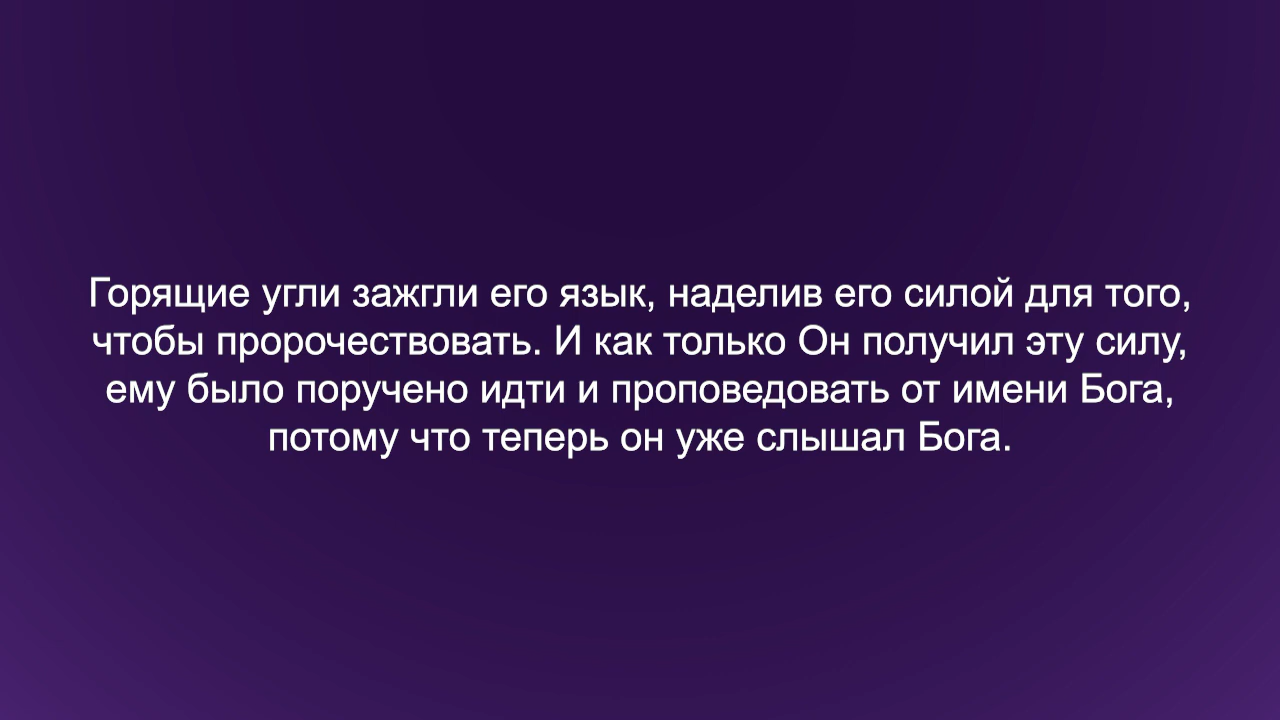 Горящие угли зажгли его язык, наделив его силой для того,
чтобы пророчествовать. И как только Он получил эту силу,
ему было поручено идти и проповедовать от имени Бога,
потому что теперь он уже слышал Бога.